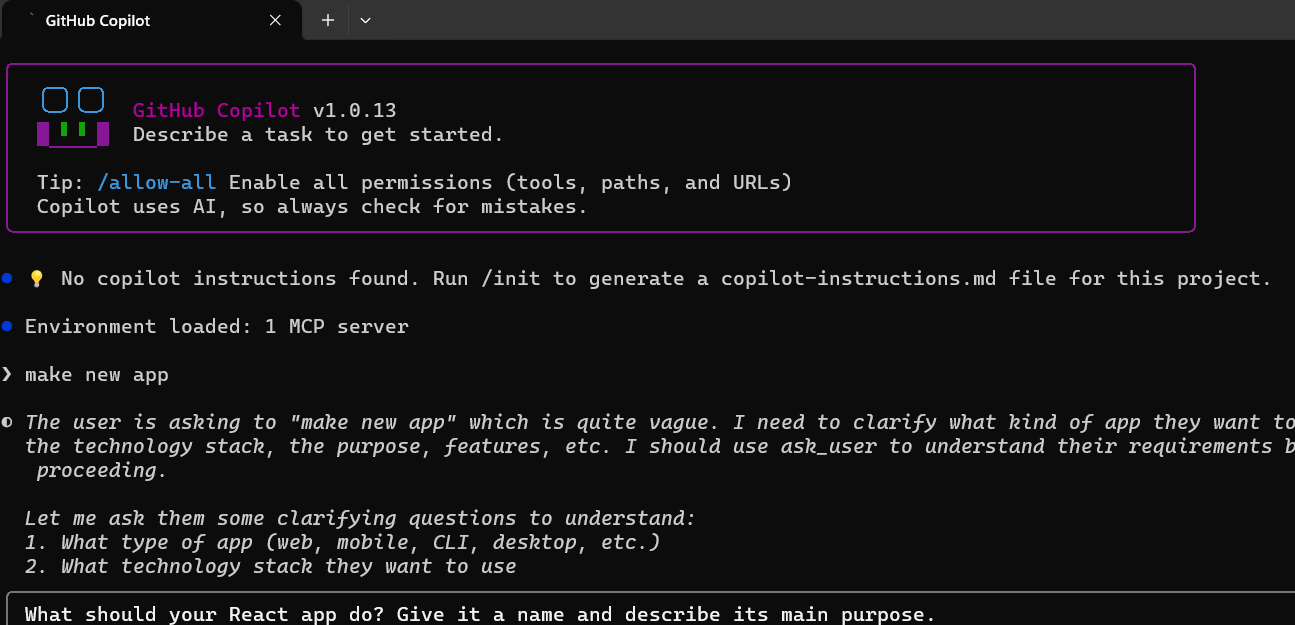 GitHub Copilot
GitHub Copilot v1.0.13
Describe a task to get started.
Tip: /allow-all Enable all permissions (tools, paths, and URLs)
Copilot uses AI, so always check for mistakes.
● 💡 No copilot instructions found. Run /init to generate a copilot-instructions.md file for this project.
● Environment loaded: 1 MCP server
❯ make new app
◐ The user is asking to "make new app" which is quite vague. I need to clarify what kind of app they want to
the technology stack, the purpose, features, etc. I should use ask_user to understand their requirements b
proceeding.
Let me ask them some clarifying questions to understand:
1. What type of app (web, mobile, CLI, desktop, etc.)
2. What technology stack they want to use
What should your React app do? Give it a name and describe its main purpose.